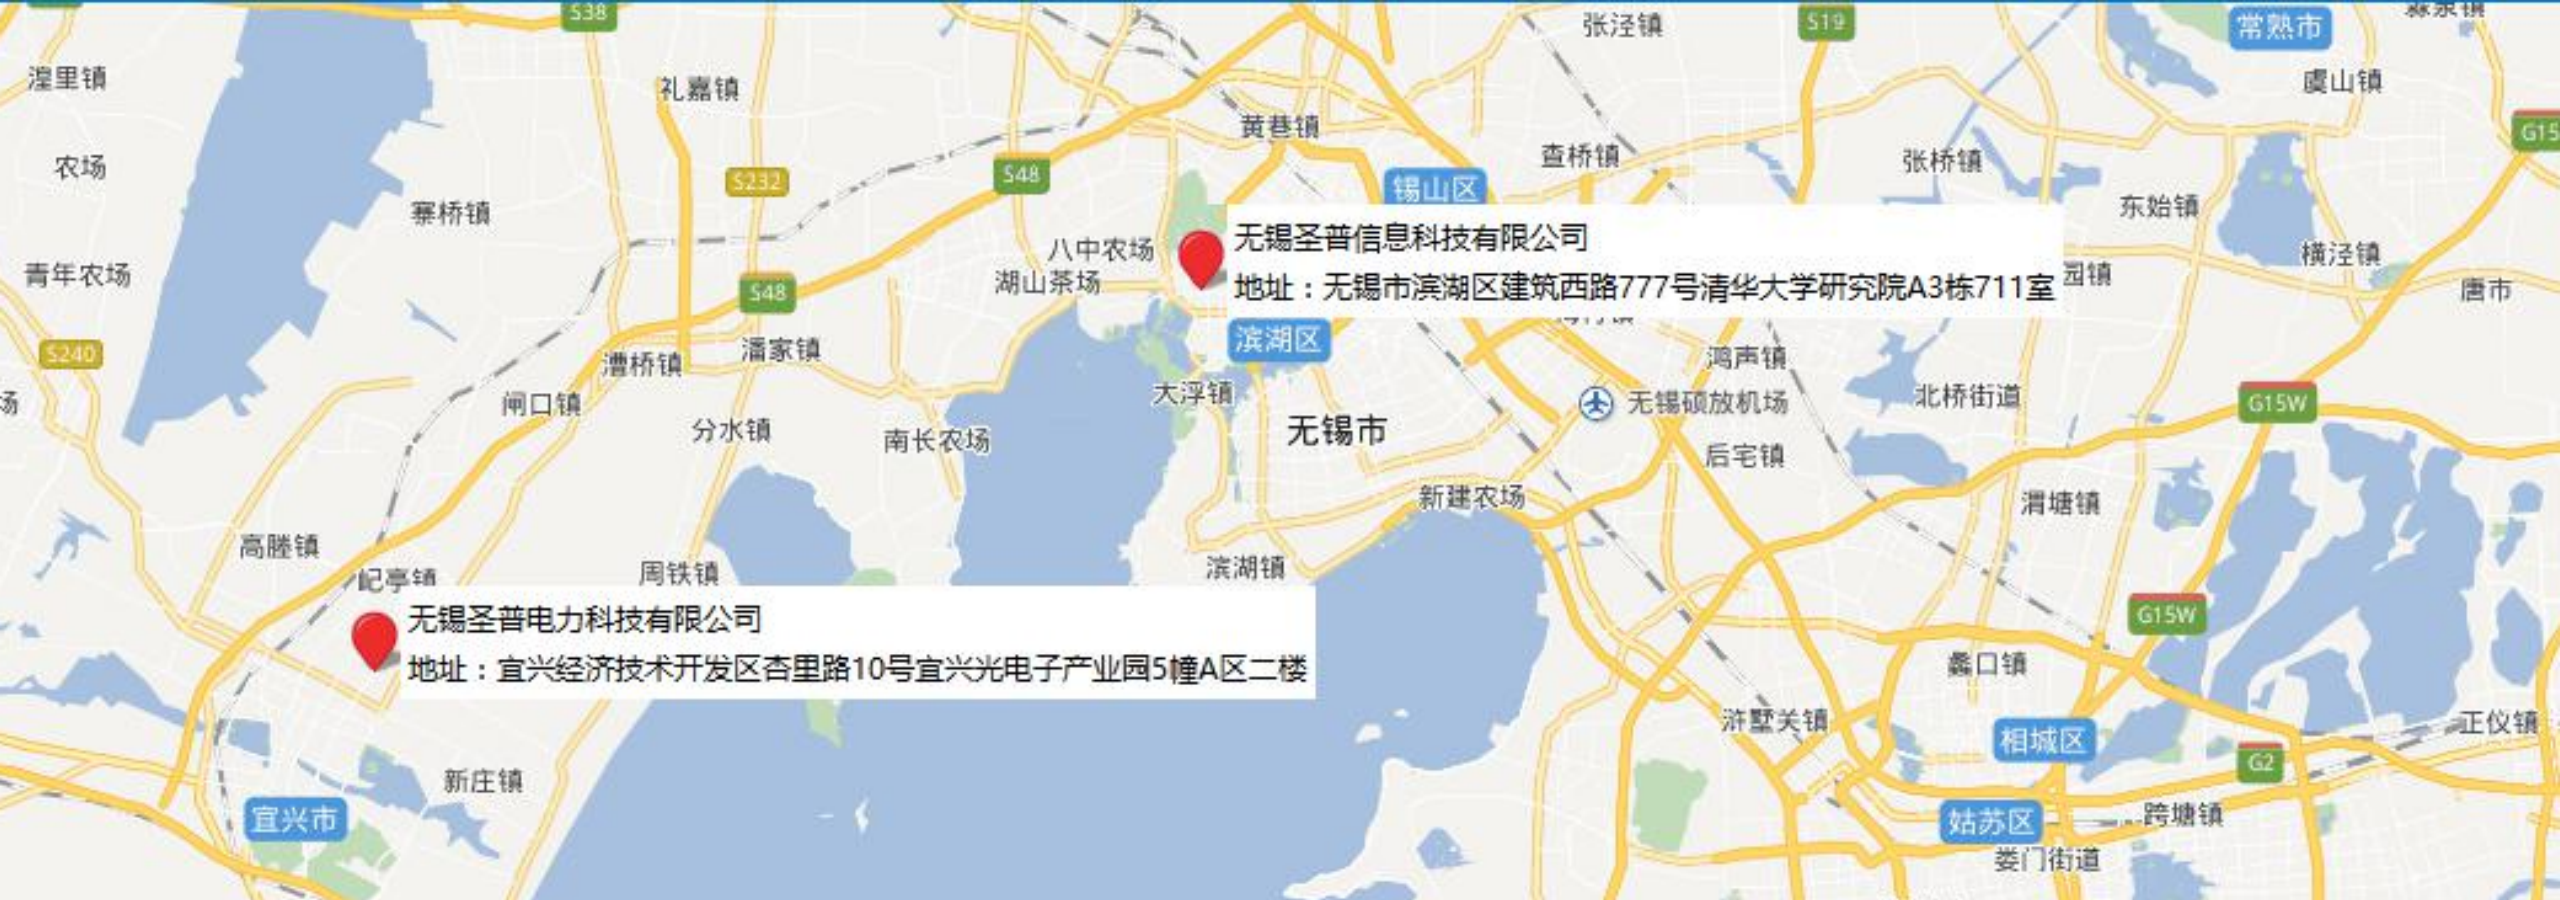 S38
张泾镇
S19
常熟市
湟里镇
礼嘉镇
虞山镇
黄巷镇
G15
农场
S232
S48
查桥镇
张桥镇
锡山区
寨桥镇
东始镇
八中农场
无锡圣普信息科技有限公司
横泾镇
青年农场
湖山茶场
地址：无锡市滨湖区建筑西路777号清华大学研究院A3栋711室
园镇
唐市
S48
滨湖区
S240
漕桥镇
潘家镇
鸿声镇
场
闸口镇
大浮镇
无锡硕放机场
北桥街道
G15W
分水镇
南长农场
无锡市
后宅镇
新建农场
渭塘镇
高塍镇
屺亭镇
周铁镇
滨湖镇
无锡圣普电力科技有限公司
G15W
地址：宜兴经济技术开发区杏里路10号宜兴光电子产业园5幢A区二楼
蠡口镇
浒墅关镇
相城区
正仪镇
G2
新庄镇
宜兴市
姑苏区
跨塘镇
娄门街道